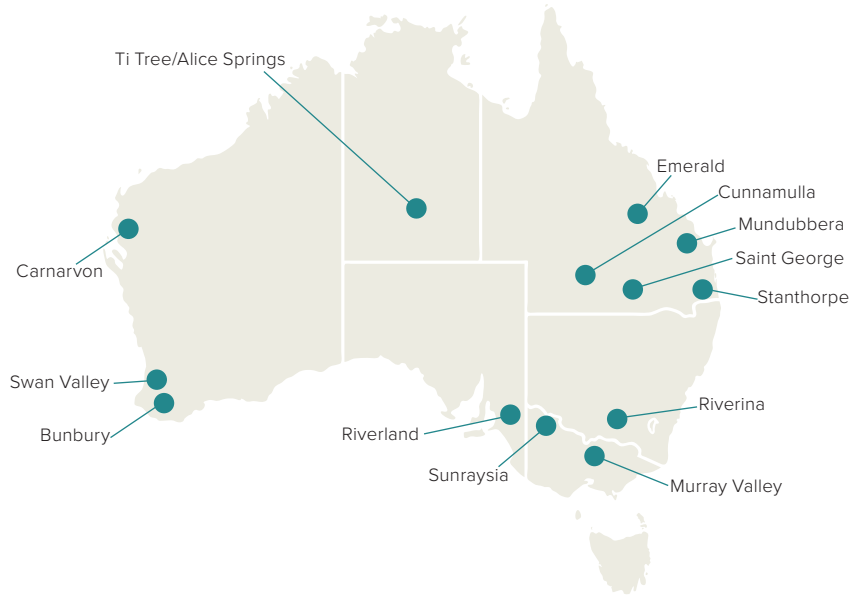 Ti Tree/Alice Springs
Emerald
Cunnamulla
Mundubbera
Saint George
Carnarvon
Stanthorpe
Swan Valley
Riverina
Bunbury
Riverland
Sunraysia
Murray Valley